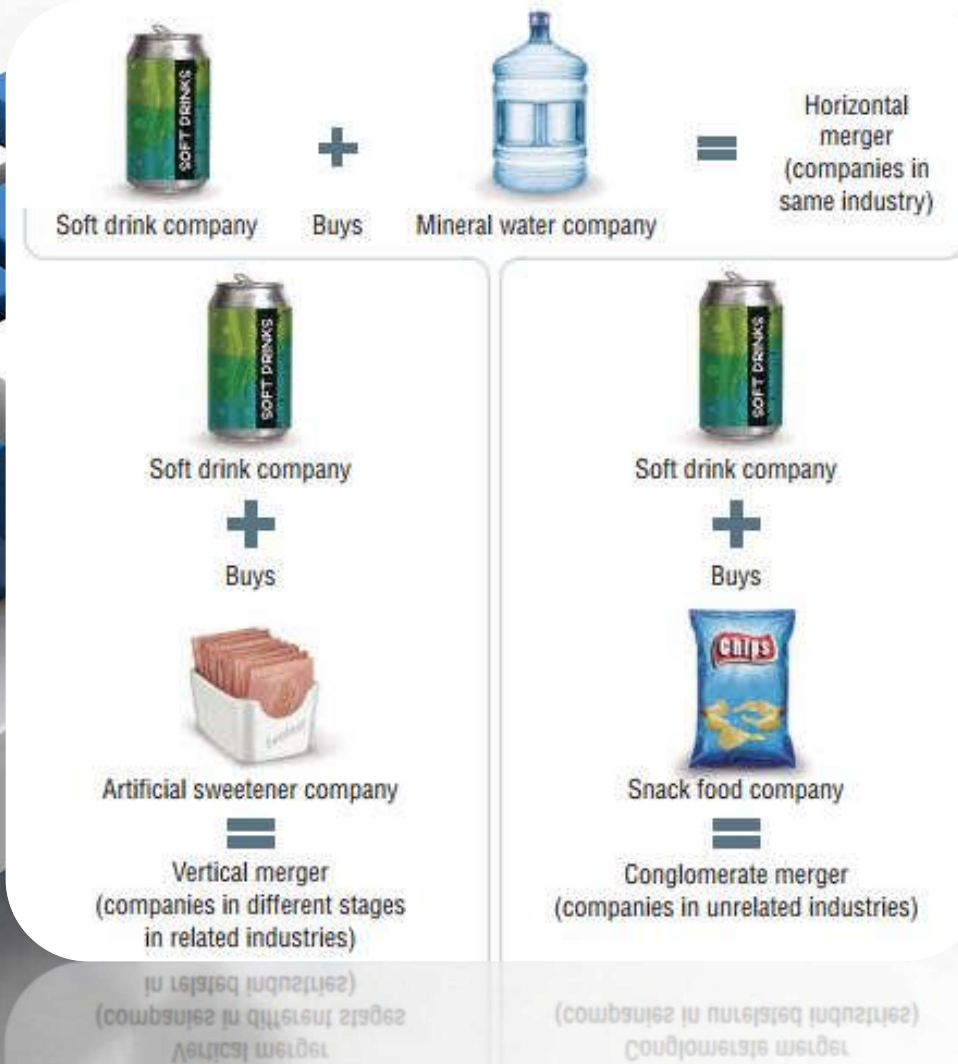 SOFT DRINKS
Soft drink company
Buys
Mineral water company
Horizontal
merger
(companies in
same industry)
SOFT DRINKS
Soft drink company
Buys
Artificial sweetener company
Vertical merger
(companies in different stages
in related industries)
SOFT DRINKS
Soft drink company
Buys
Chips
Snack food company
Conglomerate merger
(companies in unrelated industries)